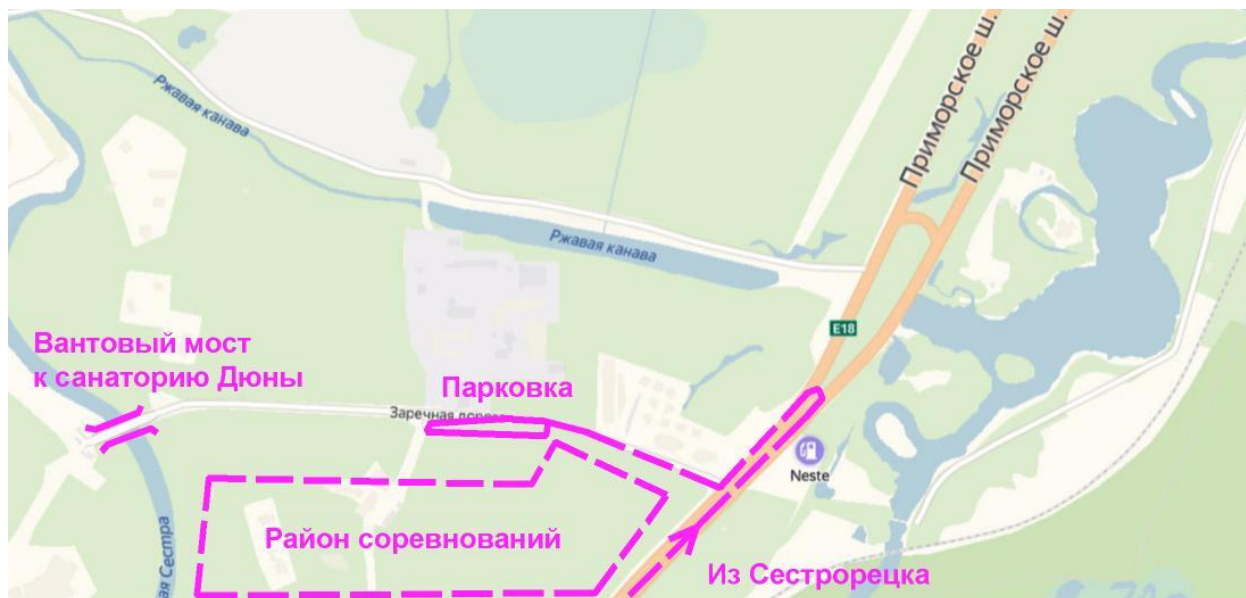 Приморское ш.
Приморское ш.
Ржавая канава
Ржавая канава
E18
Вантовый мост
к санаторию Дюны
Парковка
Заречная дорога
Neste
Район соревнований
Из Сестрорецка
ая Сестра